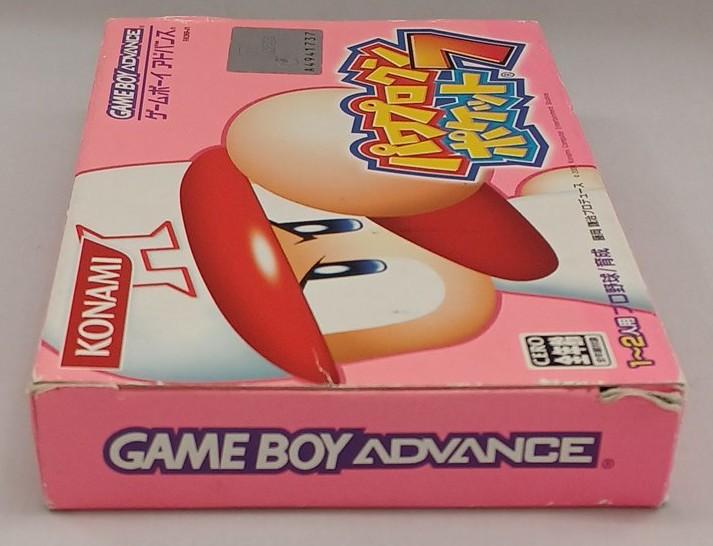 GAME BOY ADVANCE
ゲームボーイアドバンス
A4941737
パワプロクン
ポケット7
KONAMI
CERO
全年齢
1~2人用 プロ野球/育成
GAME BOY ADVANCE